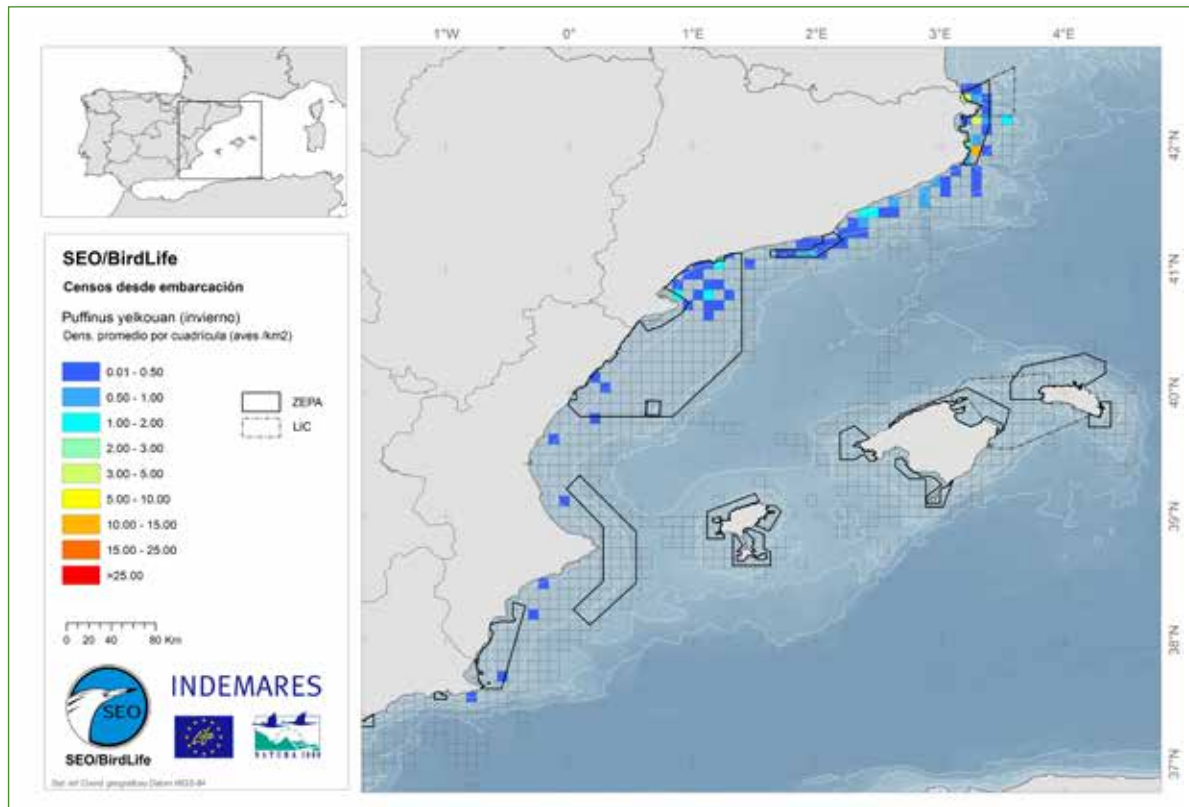 1°W 0° 1°E 2°E 3°E 4°E
42°N
41°N
40°N
39°N
38°N
37°N
SEO/BirdLife
Censos desde embarcación
Puffinus yelkouan (invierno)
Dens. promedio por cuadrícula (aves /km2)
0.01 - 0.50
0.50 - 1.00
1.00 - 2.00
2.00 - 3.00
3.00 - 5.00
5.00 - 10.00
10.00 - 15.00
15.00 - 25.00
>25.00
ZEPA
LIC
0 20 40 80 Km
SEO
SEO/BirdLife
INDEMARES
Life
NATURA 2000